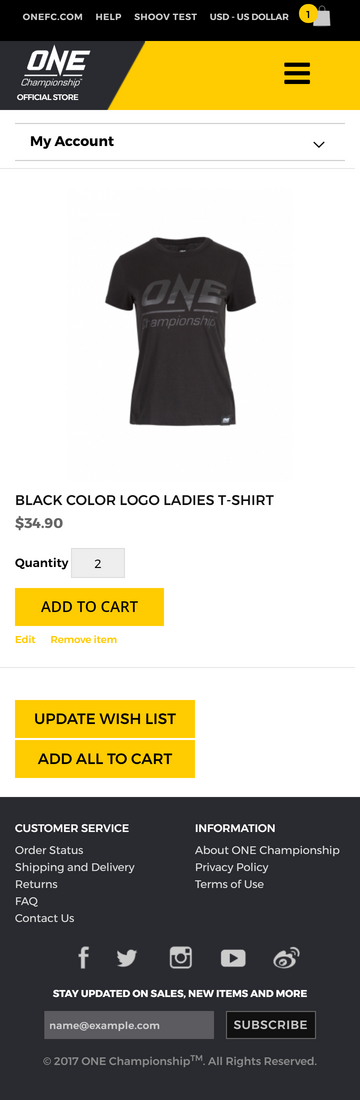 ONEFC.COM HELP SHOOV TEST USD - US DOLLAR 1
ONE
Championship
OFFICIAL STORE
My Account
ONE
Championship
BLACK COLOR LOGO LADIES T-SHIRT
$34.90
Quantity 2
ADD TO CART
Edit Remove item
UPDATE WISH LIST
ADD ALL TO CART
CUSTOMER SERVICE
Order Status
Shipping and Delivery
Returns
FAQ
Contact Us
INFORMATION
About ONE Championship
Privacy Policy
Terms of Use
STAY UPDATED ON SALES, NEW ITEMS AND MORE
name@example.com SUBSCRIBE
© 2017 ONE Championship™. All Rights Reserved.